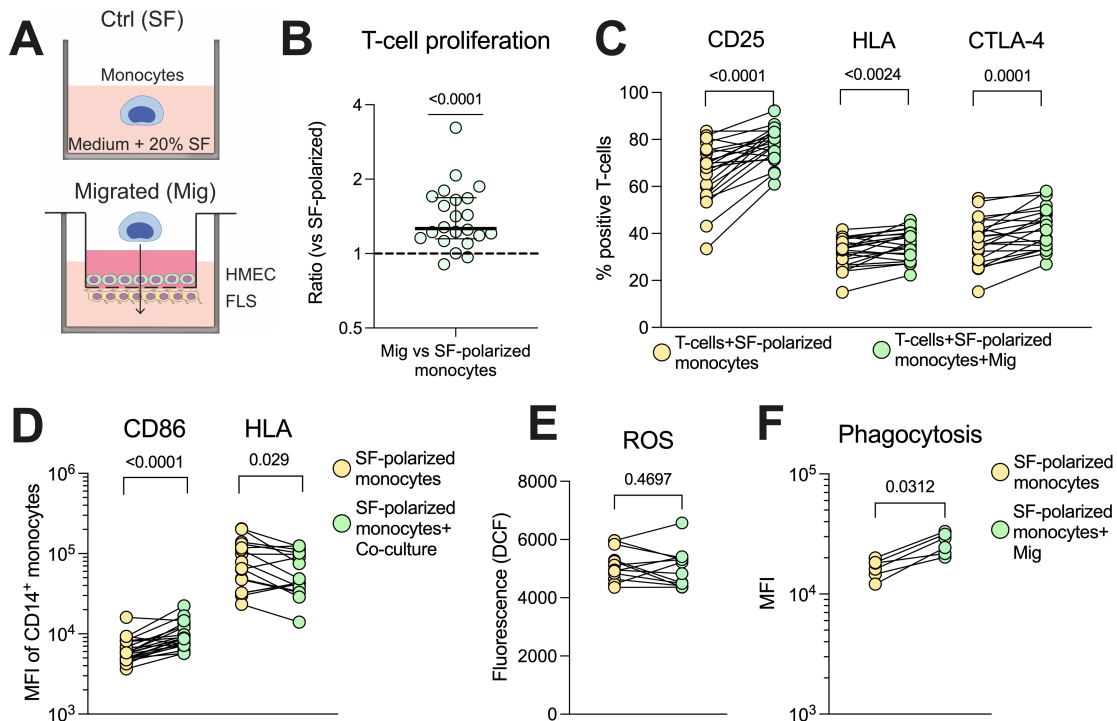 A
Ctrl (SF)
Monocytes
Medium + 20% SF
Migrated (Mig)
HMEC
FLS
B
T-cell proliferation
<0.0001
4
2
1
0.5
Ratio (vs SF-polarized)
Mig vs SF-polarized
monocytes
C
CD25
HLA
CTLA-4
<0.0001
<0.0024
0.0001
100
80
60
40
20
0
% positive T-cells
T-cells+SF-polarized
monocytes
T-cells+SF-polarized
monocytes+Mig
D
CD86
HLA
<0.0001
0.029
10⁶
10⁵
10⁴
10³
MFI of CD14⁺ monocytes
SF-polarized
monocytes
SF-polarized
monocytes+
Co-culture
E
ROS
0.4697
8000
6000
4000
2000
0
Fluorescence (DCF)
F
Phagocytosis
0.0312
10⁵
10⁴
10³
MFI
SF-polarized
monocytes
SF-polarized
monocytes+
Mig